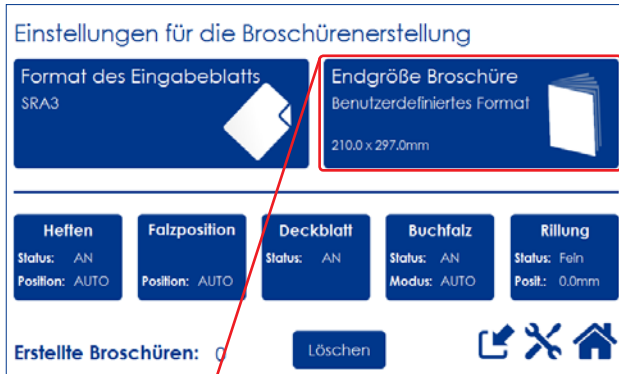 Einstellungen für die Broschürenerstellung
Format des Eingabeblatts
SRA3
Endgröße Broschüre
Benutzerdefiniertes Format
210.0 x 297.0mm
Heften
Status: AN
Position: AUTO
Falzposition
Position: AUTO
Deckblatt
Status: AN
Buchfalz
Status: AN
Modus: AUTO
Rillung
Status: Fein
Posit.: 0.0mm
Erstellte Broschüren: 0
Löschen